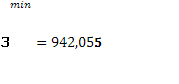 min
3 = 942,055